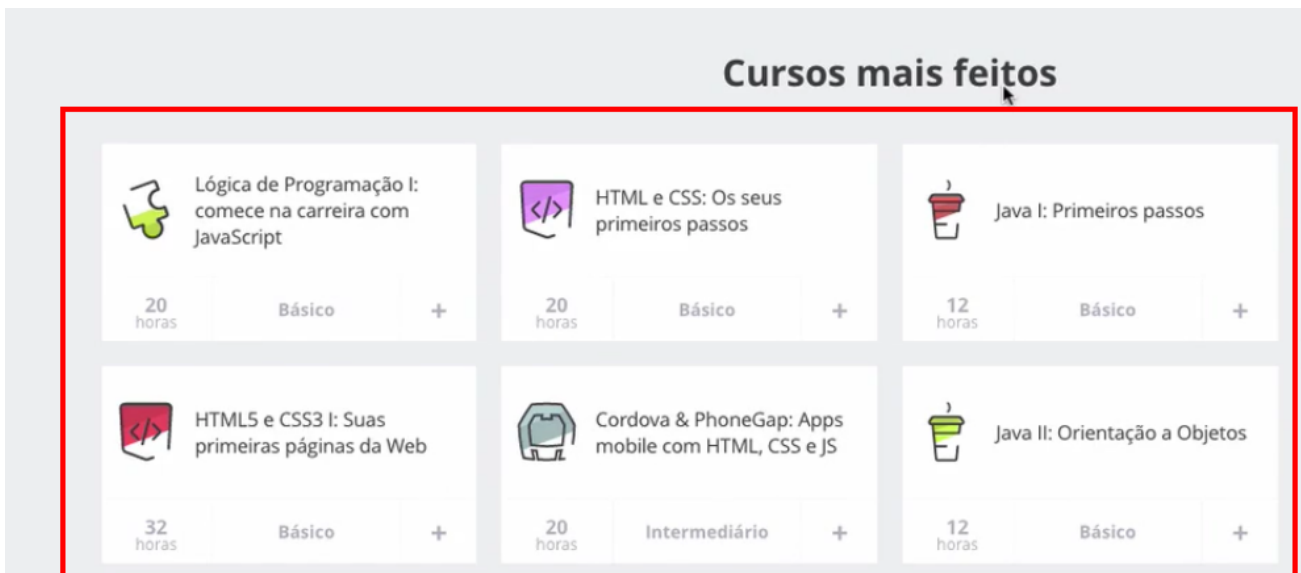 Cursos mais feitos
Lógica de Programação I:
comece na carreira com
JavaScript
20
horas
Básico
+
HTML e CSS: Os seus
primeiros passos
20
horas
Básico
+
Java I: Primeiros passos
12
horas
Básico
+
HTML5 e CSS3 I: Suas
primeiras páginas da Web
32
horas
Básico
+
Cordova & PhoneGap: Apps
mobile com HTML, CSS e JS
20
horas
Intermediário
+
Java II: Orientação a Objetos
12
horas
Básico
+